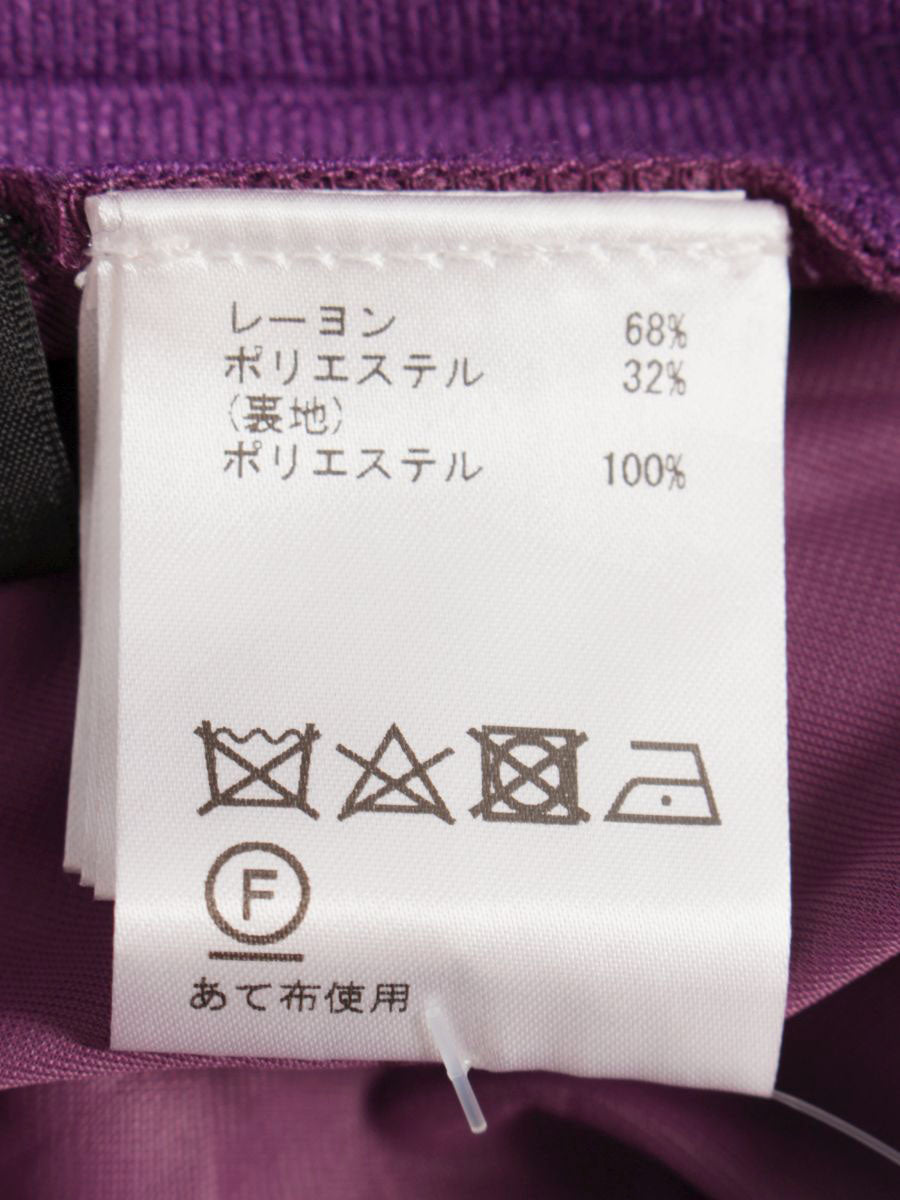 レーヨン 68%
ポリエステル 32%
(裏地)
ポリエステル 100%
F
あて布使用